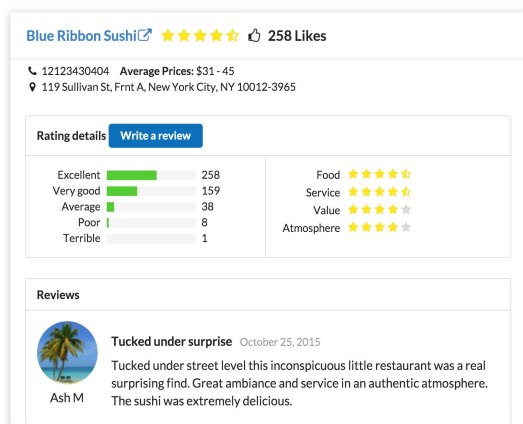 Blue Ribbon Sushi 258 Likes
12123430404 Average Prices: $31 - 45
119 Sullivan St, Frnt A, New York City, NY 10012-3965
Rating details Write a review
Excellent 258
Very good 159
Average 38
Poor 8
Terrible 1
Food
Service
Value
Atmosphere
Reviews
Tucked under surprise October 25, 2015
Tucked under street level this inconspicuous little restaurant was a real
surprising find. Great ambiance and service in an authentic atmosphere.
The sushi was extremely delicious.
Ash M